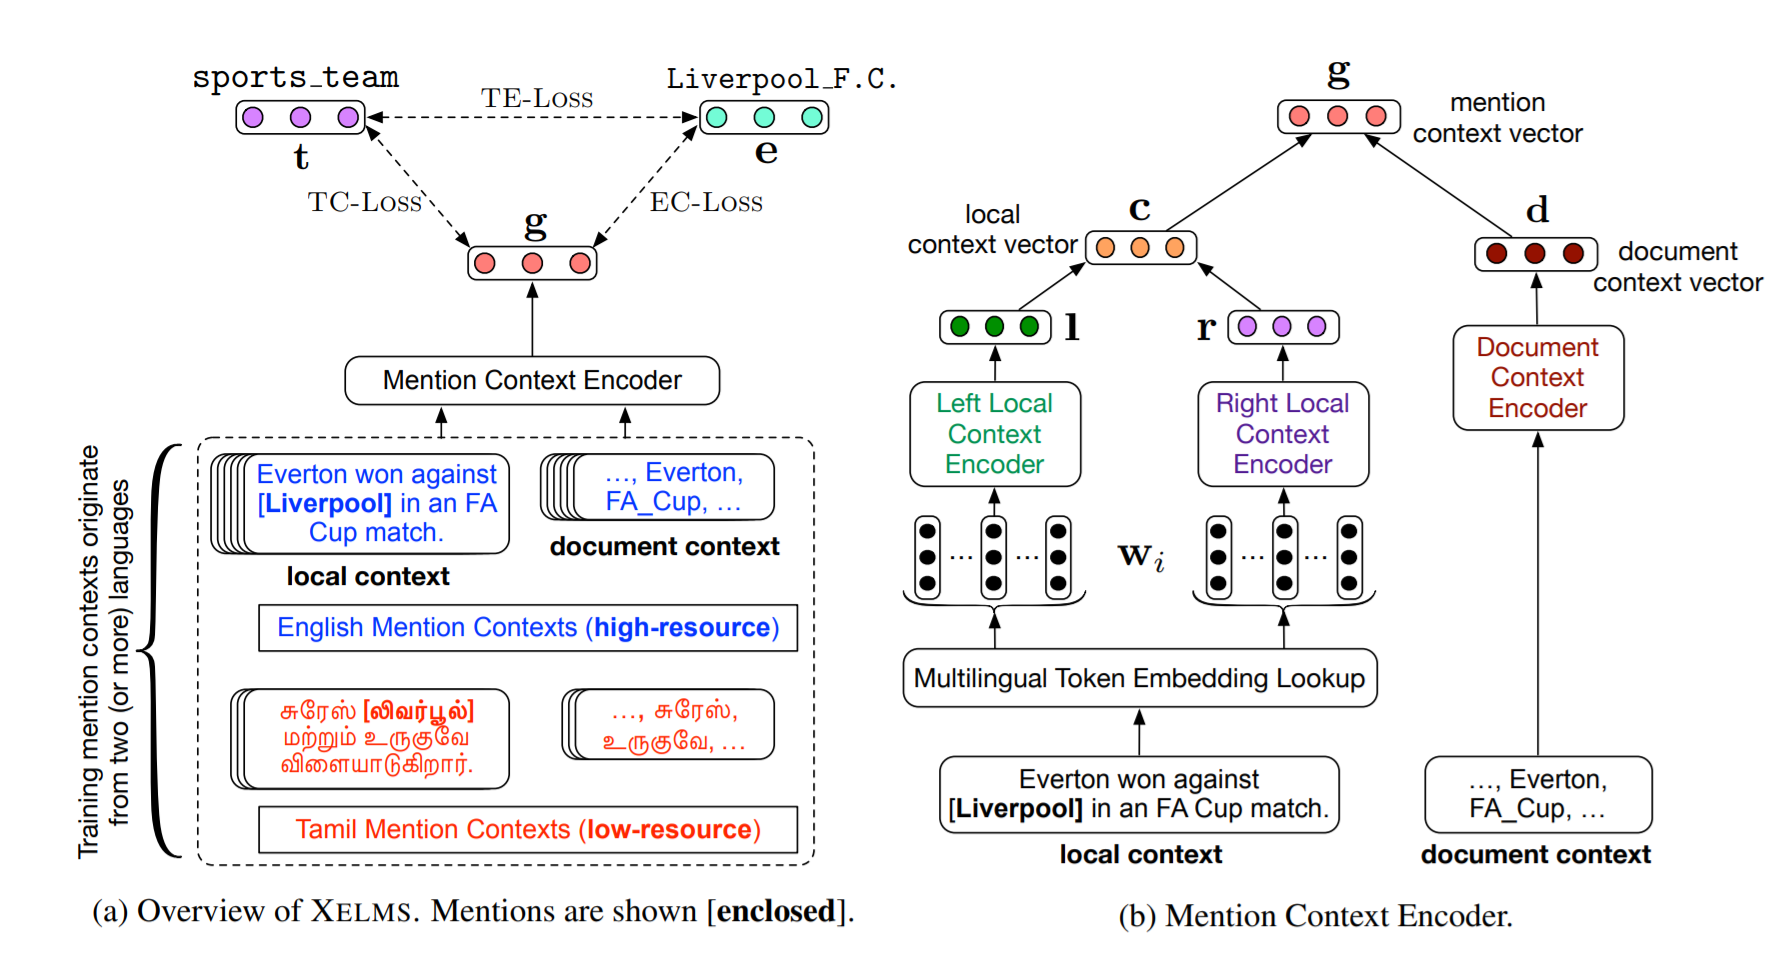 sports_team
Liverpool_F.C.
TE-LOSS
t
e
TC-LOSS
EC-LOSS
g
Mention Context Encoder
Training mention contexts originate
from two (or more) languages
Everton won against
[Liverpool] in an FA
Cup match.
local context
..., Everton,
FA_Cup, ...
document context
English Mention Contexts (high-resource)
சுரேஸ் [லிவர்பூல்]
மற்றும் உருகுவே
விளையாடுகிறார்.
..., சுரேஸ்,
உருகுவே, ...
Tamil Mention Contexts (low-resource)
(a) Overview of XELMS. Mentions are shown [enclosed].
g
mention
context vector
c
local
context vector
d
document
context vector
l
r
Left Local
Context
Encoder
Right Local
Context
Encoder
Document
Context
Encoder
... ...
wi
... ...
Multilingual Token Embedding Lookup
Everton won against
[Liverpool] in an FA Cup match.
local context
..., Everton,
FA_Cup, ...
document context
(b) Mention Context Encoder.